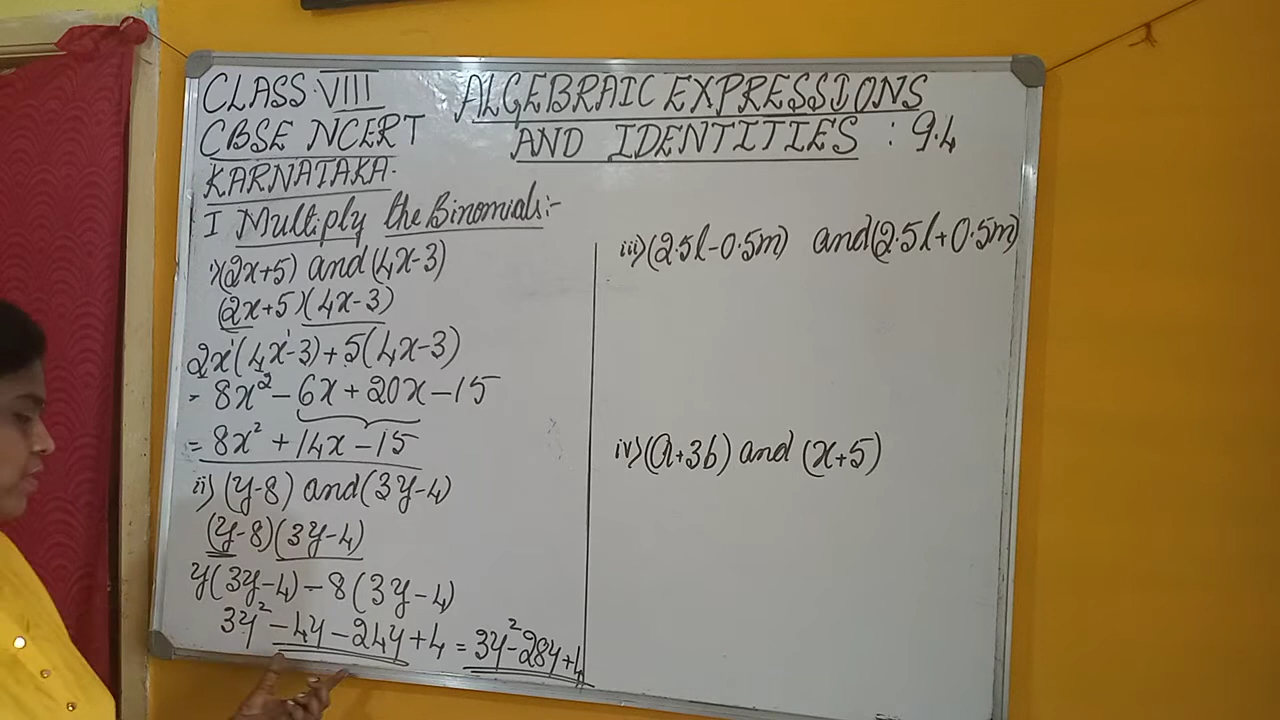 CLASS VIII
CBSE NCERT
KARNATAKA.
ALGEBRAIC EXPRESSIONS
AND IDENTITIES : 9.4
I Multiply the Binomials:-
i)(2x+5) and (4x-3)
(2x+5)(4x-3)
2x¹(4x¹-3)+5(4x-3)
= 8x²-6x+20x-15
= 8x²+14x-15
ii) (y-8) and (3y-4)
(y-8)(3y-4)
y(3y-4)-8(3y-4)
3y²-4y-24y+4 = 3y²-28y+4
iii)(2.5l-0.5m) and(2.5l+0.5m)
iv)(a+3b) and (x+5)